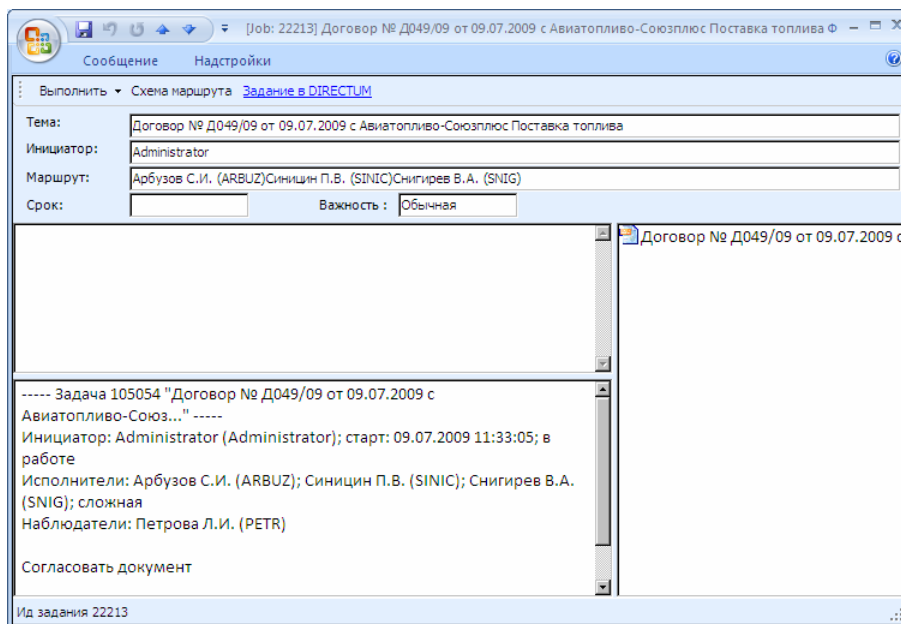 [Job: 22213] Договор № Д049/09 от 09.07.2009 с Авиатопливо-Союзплюс Поставка топлива Ф
Сообщение Надстройки
Выполнить Схема маршрута Задание в DIRECTUM
Тема: Договор № Д049/09 от 09.07.2009 с Авиатопливо-Союзплюс Поставка топлива
Инициатор: Administrator
Маршрут: Арбузов С.И. (ARBUZ)Синицин П.В. (SINIC)Снигирев В.А. (SNIG)
Срок: Важность : Обычная
Договор № Д049/09 от 09.07.2009 с
----- Задача 105054 "Договор № Д049/09 от 09.07.2009 с
Авиатопливо-Союз..." -----
Инициатор: Administrator (Administrator); старт: 09.07.2009 11:33:05; в
работе
Исполнители: Арбузов С.И. (ARBUZ); Синицин П.В. (SINIC); Снигирев В.А.
(SNIG); сложная
Наблюдатели: Петрова Л.И. (PETR)
Согласовать документ
Ид задания 22213